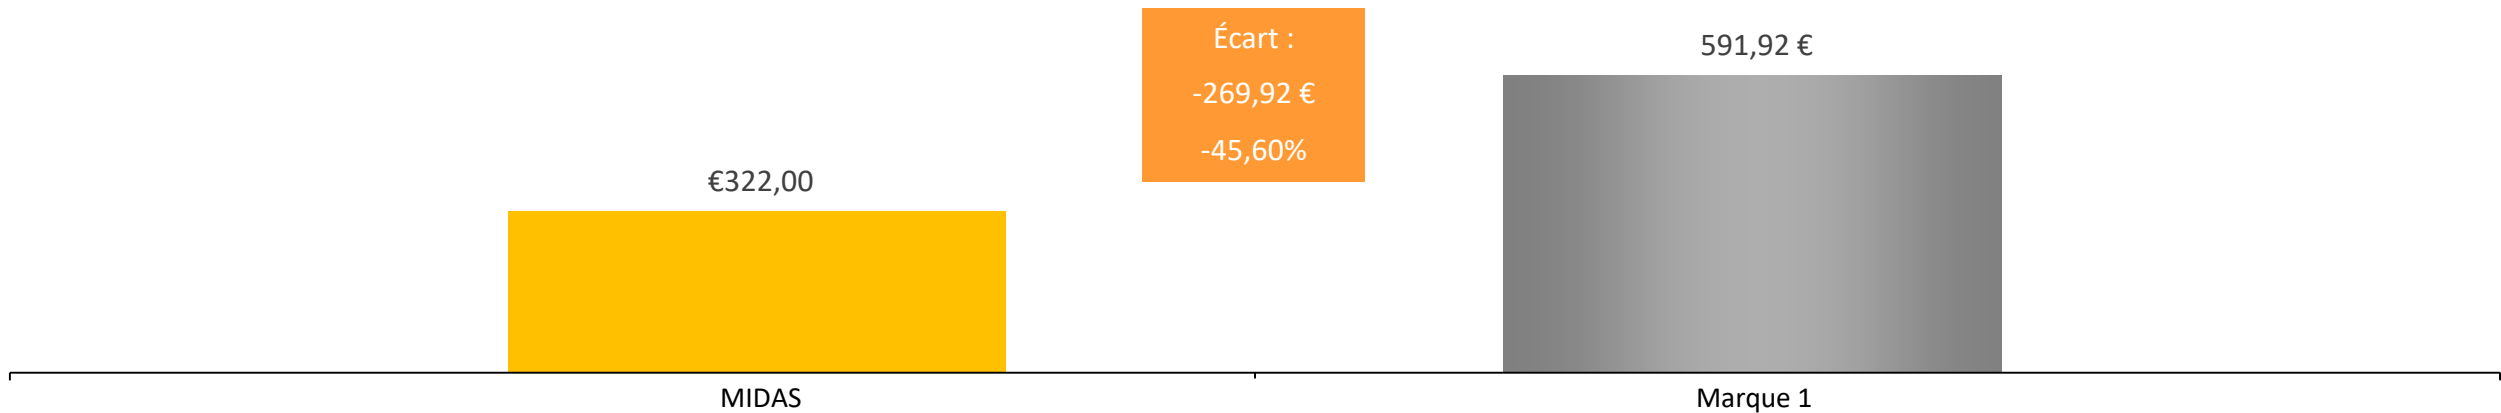 Écart :
-269,92 €
-45,60%
591,92 €
€322,00
MIDAS
Marque 1